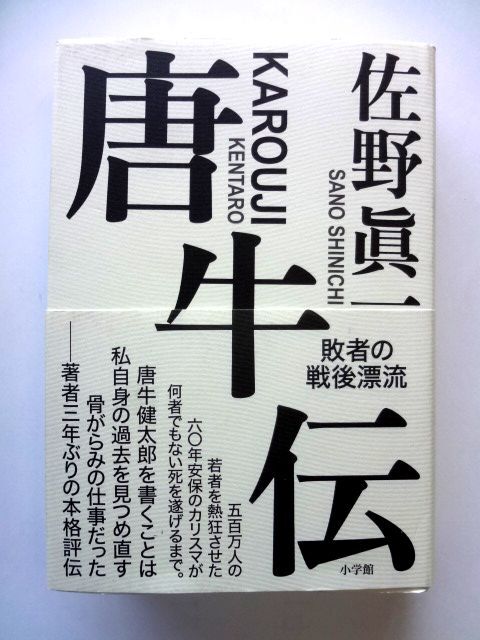 佐野眞一
SANO SHINICHI
KAROUJI
KENTARO
唐牛伝
敗者の
戦後漂流
五百万人の
若者を熱狂させた
六〇年安保のカリスマが
何者でもない死を遂げるまで。
唐牛健太郎を書くことは
私自身の過去を見つめ直す
骨がらみの仕事だった
──著者三年ぶりの本格評伝
小学館